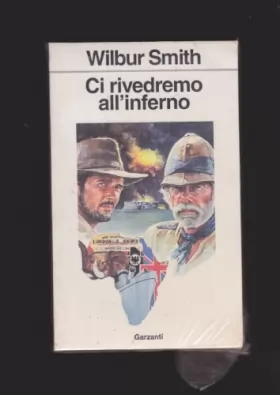 Wilbur Smith
Ci rivedremo
all'inferno
Garzanti